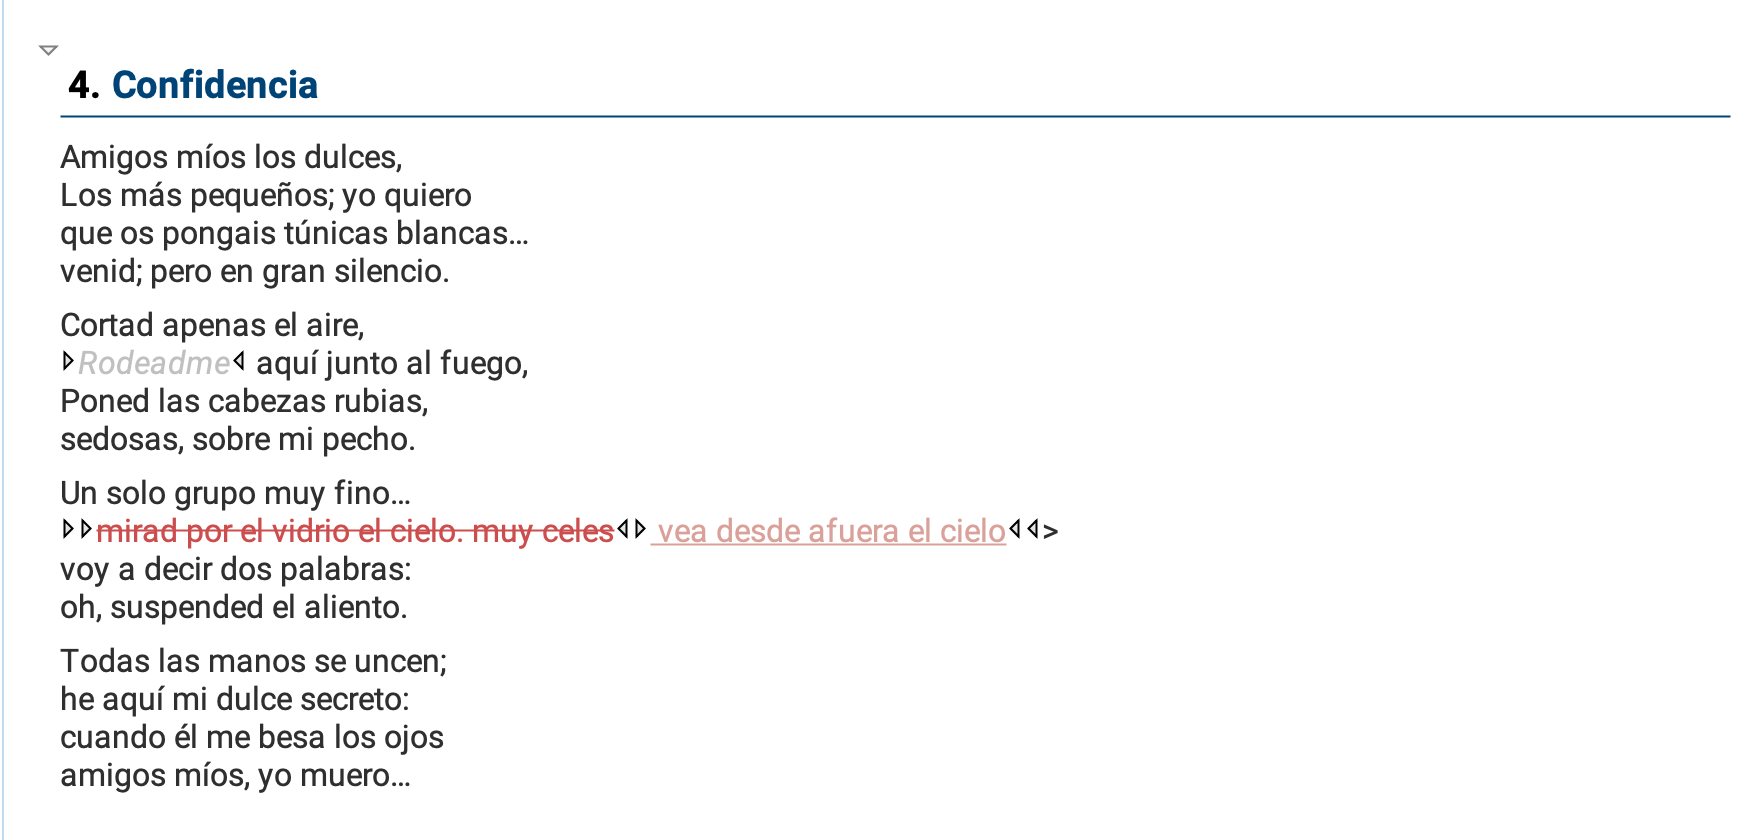 4. Confidencia
Amigos míos los dulces,
Los más pequeños; yo quiero
que os pongais túnicas blancas...
venid; pero en gran silencio.
Cortad apenas el aire,
Rodeadme aquí junto al fuego,
Poned las cabezas rubias,
sedosas, sobre mi pecho.
Un solo grupo muy fino...
mirad por el vidrio el cielo. muy celes vea desde afuera el cielo>
voy a decir dos palabras:
oh, suspended el aliento.
Todas las manos se uncen;
he aquí mi dulce secreto:
cuando él me besa los ojos
amigos míos, yo muero...